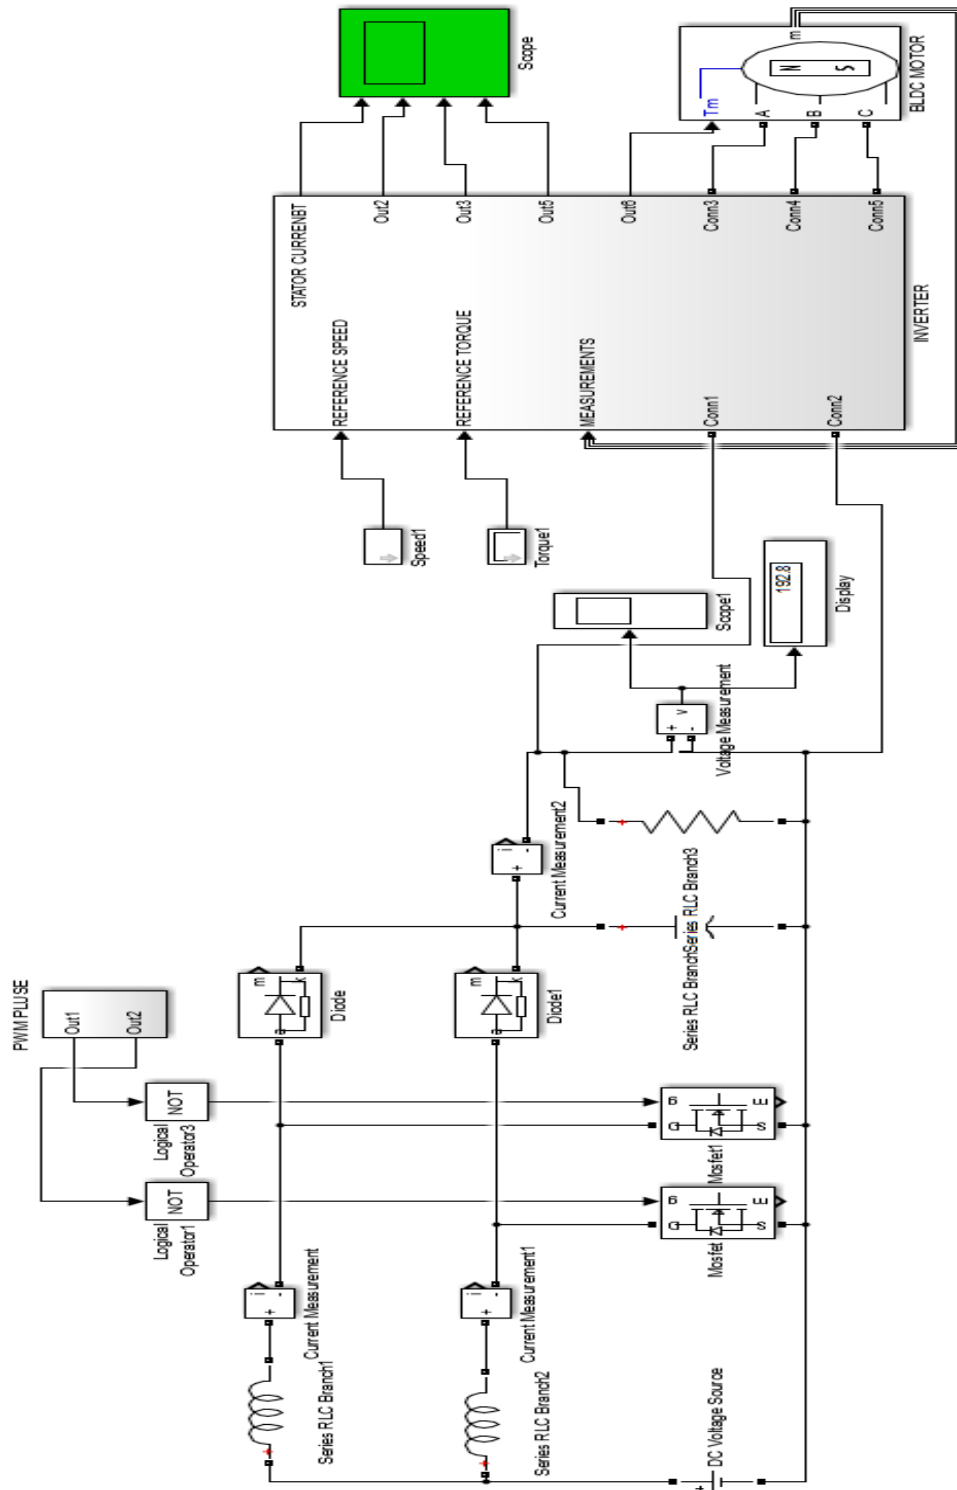 PWM PLUSE
Out1
Out2
NOT
Logical
Operator3
NOT
Logical
Operator1
m
a
k
Diode
m
a
k
Diode1
i
+
-
Current Measurement
i
+
-
Current Measurement1
i
+
-
Current Measurement2
+
Series RLC Branch1
+
Series RLC Branch2
DC Voltage Source
+
g
D
S
m
E
Mosfet
g
D
S
E
Mosfet1
+
+
Series RLC BranchSeries RLC Branch3
Series RLC Branch
+
-
v
Voltage Measurement
Scope1
192.8
Display
Speed1
Torque1
STATOR CURRENBT
REFERENCE SPEED
REFERENCE TORQUE
MEASUREMENTS
Conn1
Conn2
Out2
Out3
Out5
Out6
Conn3
Conn4
Conn5
INVERTER
Scope
m
N
S
Tm
A
B
C
BLDC MOTOR